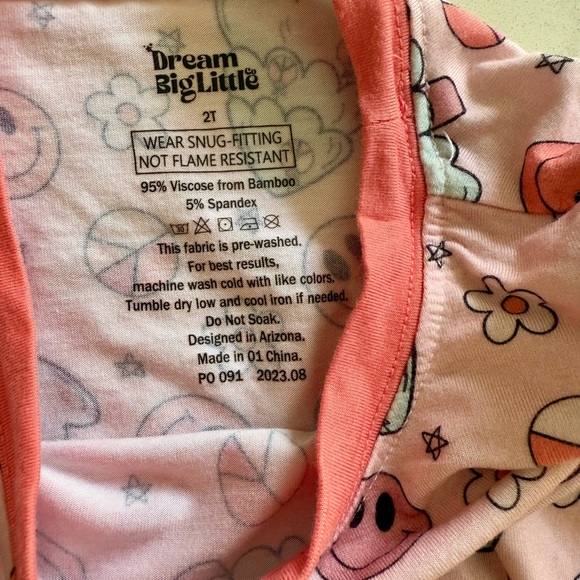 Dream
Big Little Co
2T
WEAR SNUG-FITTING
NOT FLAME RESISTANT
95% Viscose from Bamboo
5% Spandex
This fabric is pre-washed.
For best results,
machine wash cold with like colors.
Tumble dry low and cool iron if needed.
Do Not Soak.
Designed in Arizona.
Made in 01 China.
PO 091 2023.08